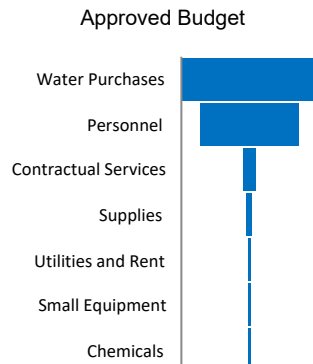 Approved Budget
Water Purchases
Personnel
Contractual Services
Supplies
Utilities and Rent
Small Equipment
Chemicals